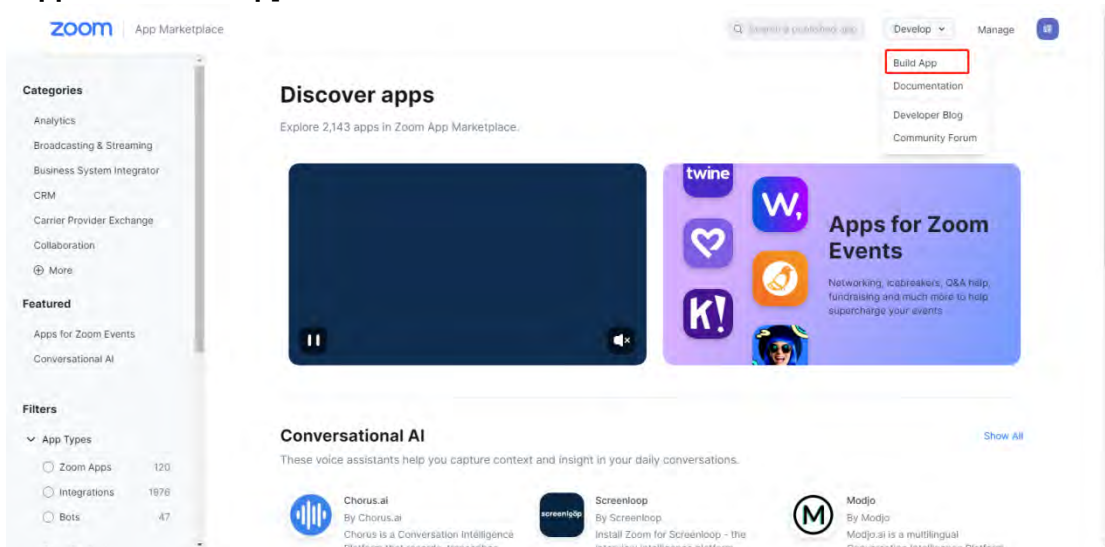 zoom App Marketplace
Search a published app
Develop
Manage
Build App
Documentation
Developer Blog
Community Forum
Categories
Analytics
Broadcasting & Streaming
Business System Integrator
CRM
Carrier Provider Exchange
Collaboration
More
Featured
Apps for Zoom Events
Conversational AI
Filters
App Types
Zoom Apps 120
Integrations 1976
Bots 47
Discover apps
Explore 2,143 apps in Zoom App Marketplace.
twine
W,
K!
Apps for Zoom
Events
Networking, icebreakers, Q&A help,
fundraising and much more to help
supercharge your events
Conversational AI
Show All
These voice assistants help you capture context and insight in your daily conversations.
Chorus.ai
By Chorus.ai
Chorus is a Conversation Intelligence
screenloop
Screenloop
By Screenloop
Install Zoom for Screenloop - the
M
Modjo
By Modjo
Modjo.ai is a multilingual